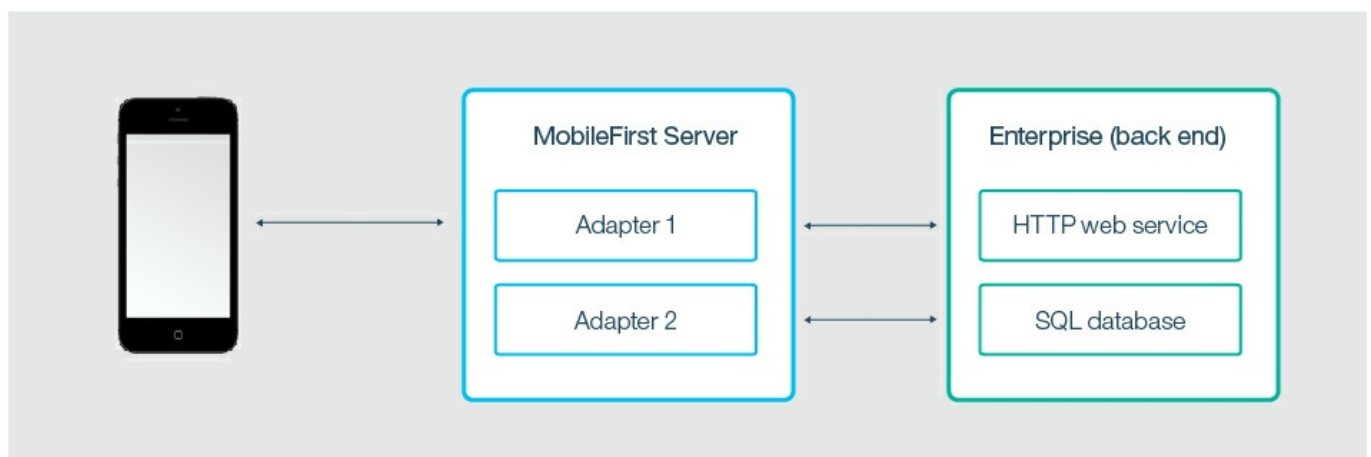 MobileFirst Server
Adapter 1
Adapter 2
Enterprise (back end)
HTTP web service
SQL database